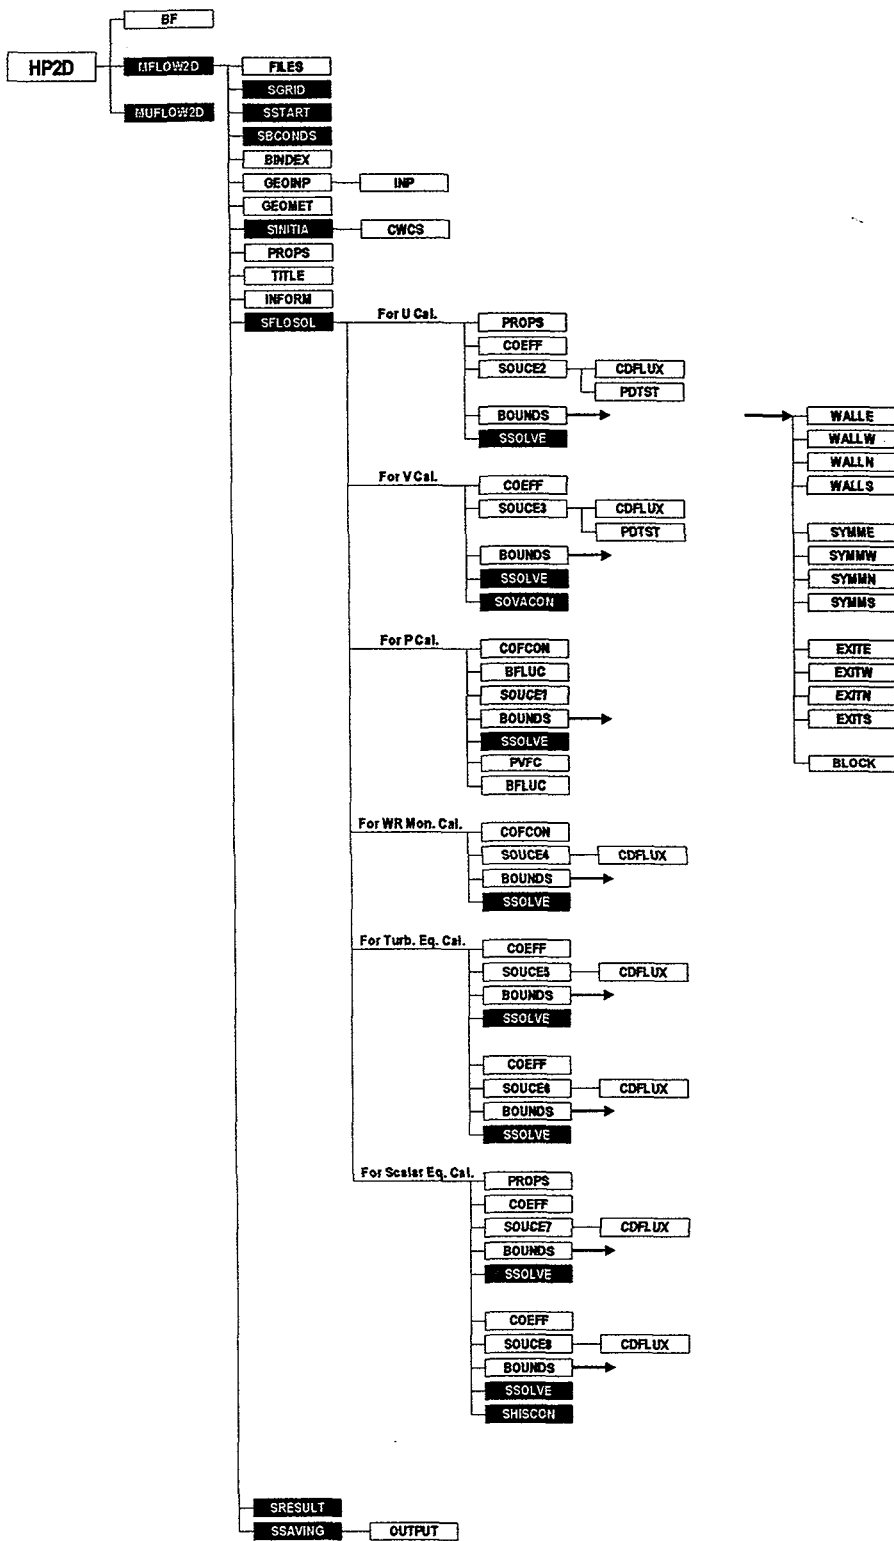 BF
HP2D
MFLOW2D
MUFLOW2D
FILES
SGRID
SSTART
SBCONDS
BINDEX
GEOINP
INP
GEOMET
SINITIA
CWCS
PROPS
TITLE
INFORM
SFLOSOL
For U Cal.
PROPS
COEFF
SOUCE2
CDFLUX
PDTST
BOUNDS
SSOLVE
For V Cal.
COEFF
SOUCE3
CDFLUX
PDTST
BOUNDS
SSOLVE
SOVACON
For P Cal.
COFCON
BFLUC
SOUCE1
BOUNDS
SSOLVE
PVFC
BFLUC
For WR Mon. Cal.
COFCON
SOUCE4
CDFLUX
BOUNDS
SSOLVE
For Turb. Eq. Cal.
COEFF
SOUCE5
CDFLUX
BOUNDS
SSOLVE
COEFF
SOUCE6
CDFLUX
BOUNDS
SSOLVE
For Scalar Eq. Cal.
PROPS
COEFF
SOUCE7
CDFLUX
BOUNDS
SSOLVE
COEFF
SOUCE8
CDFLUX
BOUNDS
SSOLVE
SHISCON
SRESULT
SSAVING
OUTPUT
WALLE
WALLW
WALLN
WALLS
SYMME
SYMMW
SYMMN
SYMMS
EXITE
EXITW
EXITN
EXITS
BLOCK